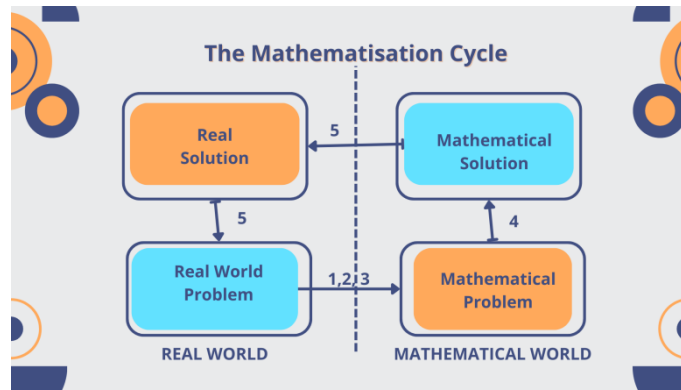 The Mathematisation Cycle
Real
Solution
5
Mathematical
Solution
5
4
Real World
Problem
1,2, 3
Mathematical
Problem
REAL WORLD
MATHEMATICAL WORLD